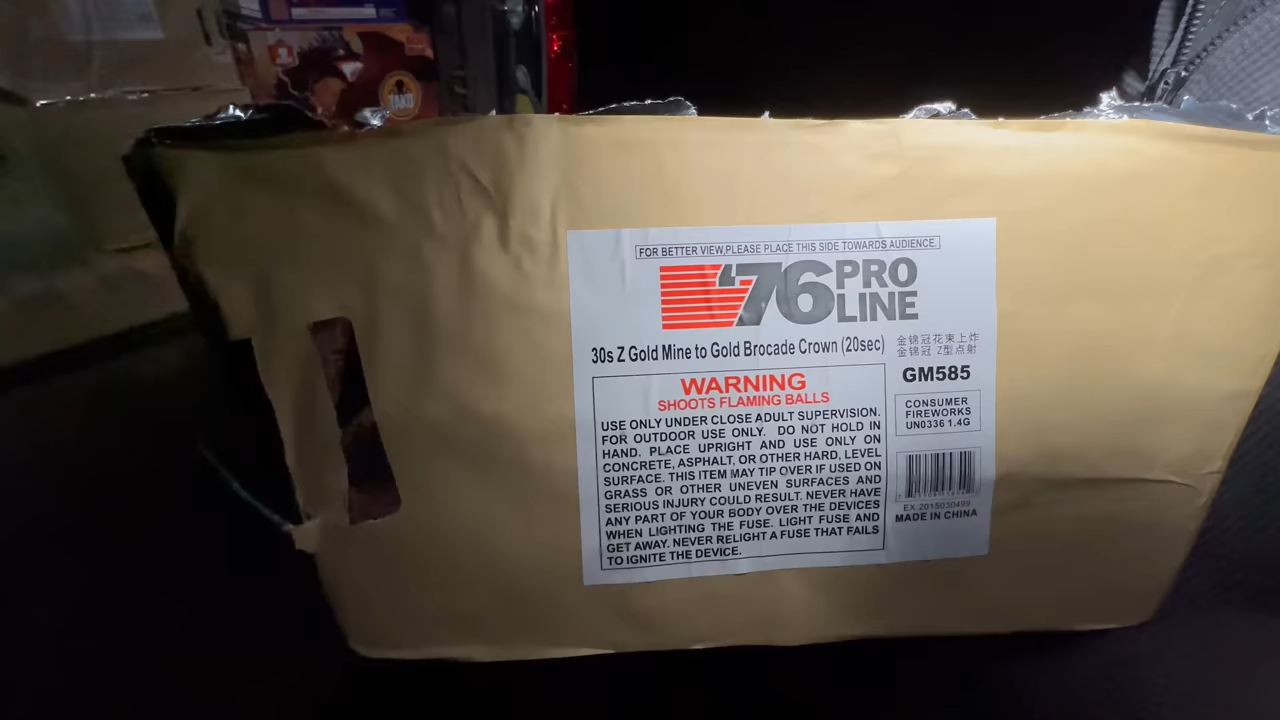 TAKO
FOR BETTER VIEW,PLEASE PLACE THIS SIDE TOWARDS AUDIENCE.
'76 PRO
LINE
30s Z Gold Mine to Gold Brocade Crown (20sec)
金锦冠花束上炸
金锦冠 Z型点射
GM585
WARNING
SHOOTS FLAMING BALLS
USE ONLY UNDER CLOSE ADULT SUPERVISION.
FOR OUTDOOR USE ONLY. DO NOT HOLD IN
HAND. PLACE UPRIGHT AND USE ONLY ON
CONCRETE, ASPHALT, OR OTHER HARD, LEVEL
SURFACE. THIS ITEM MAY TIP OVER IF USED ON
GRASS OR OTHER UNEVEN SURFACES AND
SERIOUS INJURY COULD RESULT. NEVER HAVE
ANY PART OF YOUR BODY OVER THE DEVICES
WHEN LIGHTING THE FUSE. LIGHT FUSE AND
GET AWAY. NEVER RELIGHT A FUSE THAT FAILS
TO IGNITE THE DEVICE.
CONSUMER
FIREWORKS
UN0336 1.4G
EX.2015030499
MADE IN CHINA